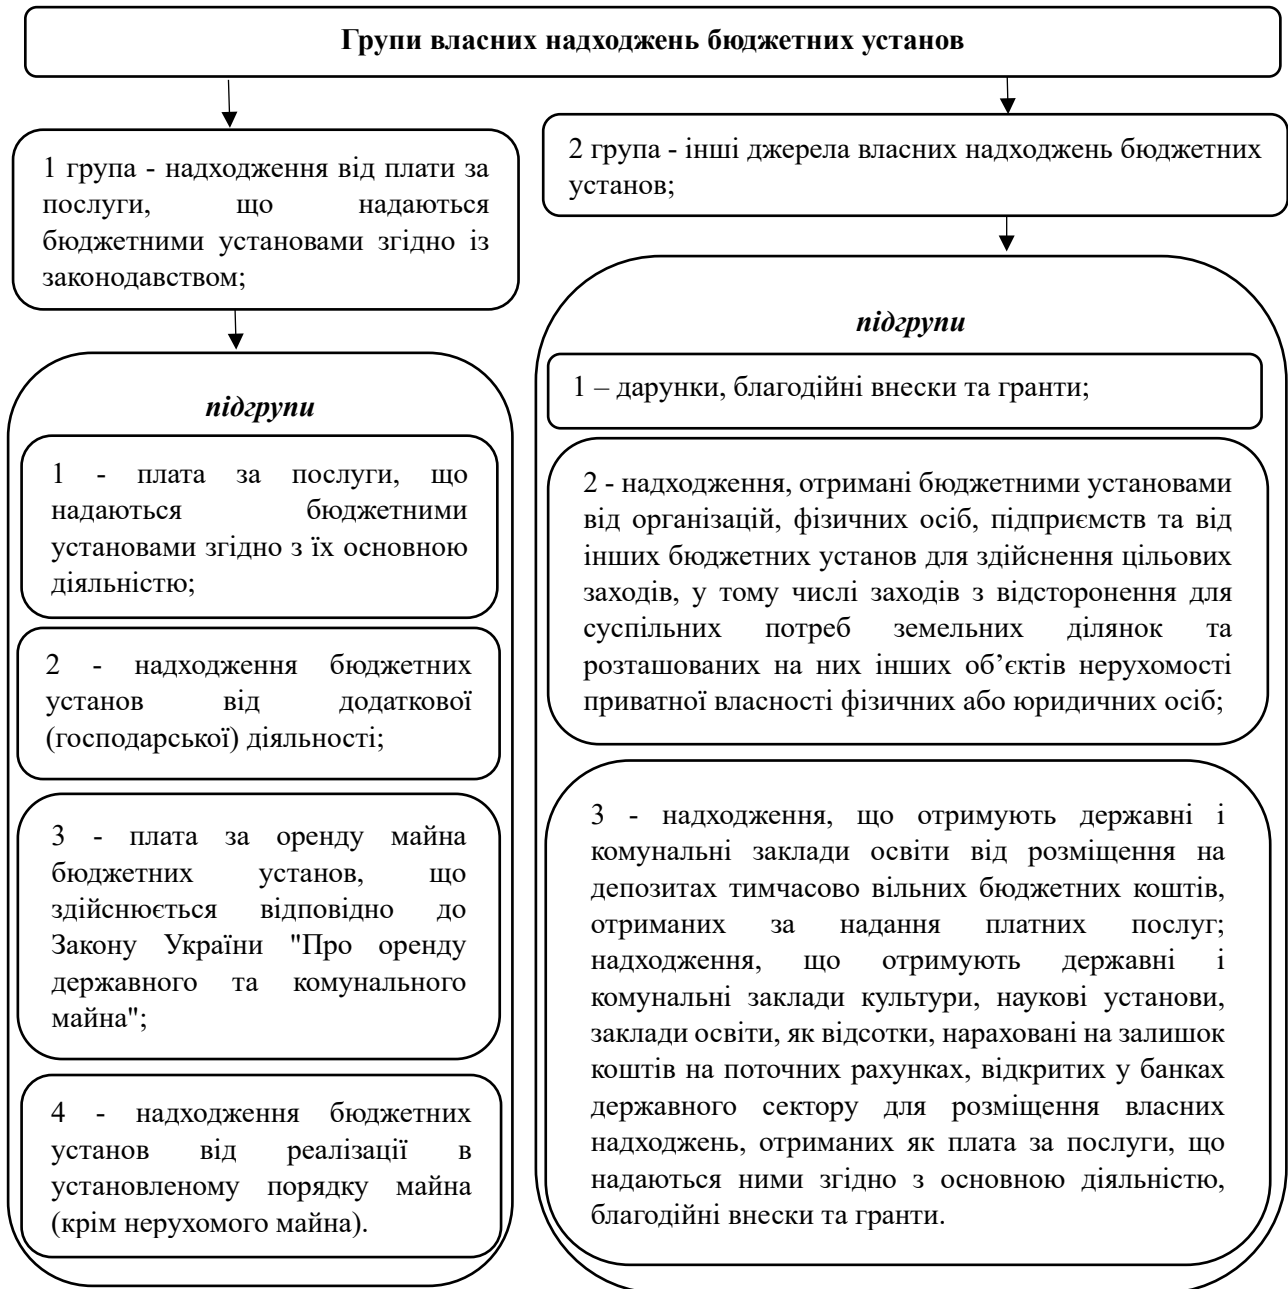 Групи власних надходжень бюджетних установ
1 група - надходження від плати за
послуги, що надаються
бюджетними установами згідно із
законодавством;
підгрупи
1 - плата за послуги, що
надаються бюджетними
установами згідно з їх основною
діяльністю;
2 - надходження бюджетних
установ від додаткової
(господарської) діяльності;
3 - плата за оренду майна
бюджетних установ, що
здійснюється відповідно до
Закону України "Про оренду
державного та комунального
майна";
4 - надходження бюджетних
установ від реалізації в
установленому порядку майна
(крім нерухомого майна).
2 група - інші джерела власних надходжень бюджетних
установ;
підгрупи
1 – дарунки, благодійні внески та гранти;
2 - надходження, отримані бюджетними установами
від організацій, фізичних осіб, підприємств та від
інших бюджетних установ для здійснення цільових
заходів, у тому числі заходів з відсторонення для
суспільних потреб земельних ділянок та
розташованих на них інших об’єктів нерухомості
приватної власності фізичних або юридичних осіб;
3 - надходження, що отримують державні і
комунальні заклади освіти від розміщення на
депозитах тимчасово вільних бюджетних коштів,
отриманих за надання платних послуг;
надходження, що отримують державні і
комунальні заклади культури, наукові установи,
заклади освіти, як відсотки, нараховані на залишок
коштів на поточних рахунках, відкритих у банках
державного сектору для розміщення власних
надходжень, отриманих як плата за послуги, що
надаються ними згідно з основною діяльністю,
благодійні внески та гранти.